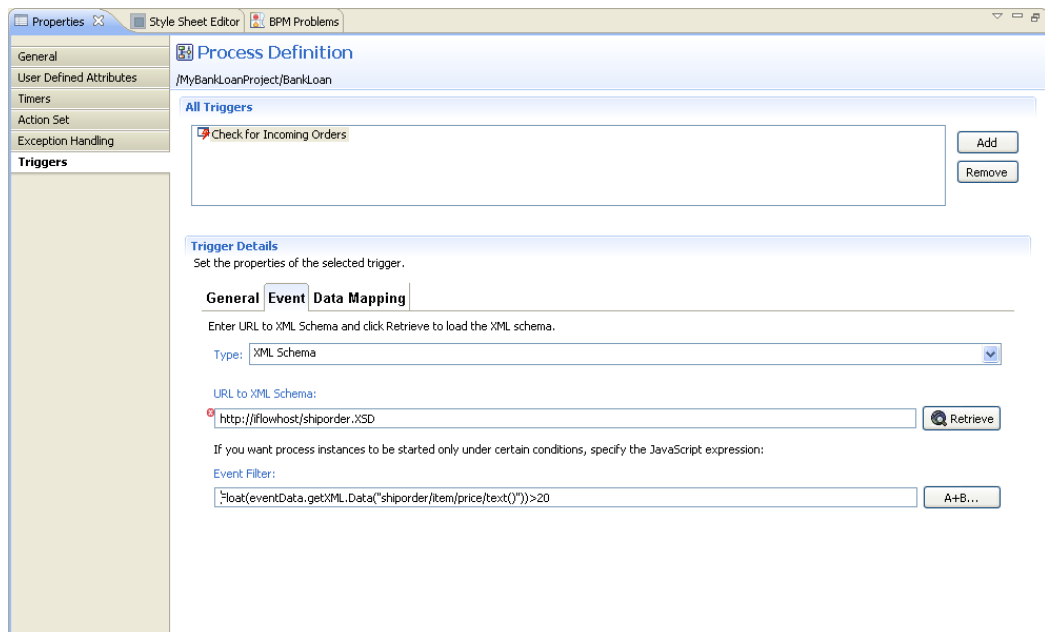 Properties Style Sheet Editor BPM Problems
General
User Defined Attributes
Timers
Action Set
Exception Handling
Triggers
Process Definition
/MyBankLoanProject/BankLoan
All Triggers
Check for Incoming Orders
Add
Remove
Trigger Details
Set the properties of the selected trigger.
General Event Data Mapping
Enter URL to XML Schema and click Retrieve to load the XML schema.
Type: XML Schema
URL to XML Schema:
http://iflowhost/shiporder.XSD Retrieve
If you want process instances to be started only under certain conditions, specify the JavaScript expression:
Event Filter:
Float(eventData.getXML.Data("shiporder/item/price/text()"))>20 A+B...